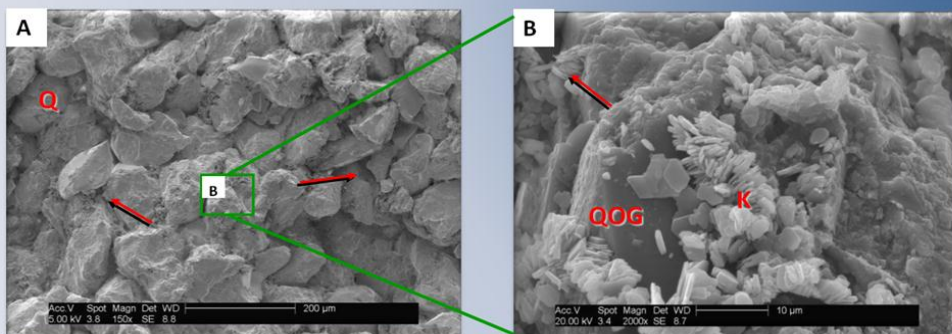 A
Q
B
Acc.V Spot Magn Det WD 200 µm
5.00 kV 3.8 150x SE 8.8
B
QOG
K
Acc.V Spot Magn Det WD 10 µm
20.00 kV 3.4 2000x SE 8.7